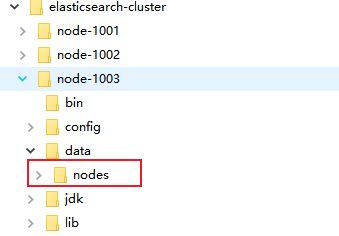 elasticsearch-cluster
node-1001
node-1002
node-1003
bin
config
data
nodes
jdk
lib